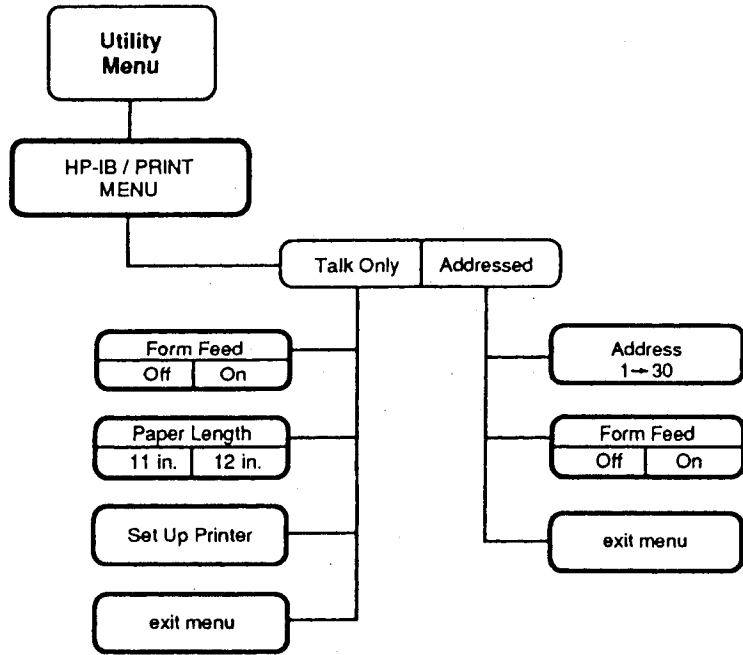 Utility
Menu
HP-IB / PRINT
MENU
Talk Only Addressed
Form Feed
Off On
Paper Length
11 in. 12 in.
Set Up Printer
exit menu
Address
1→30
Form Feed
Off On
exit menu